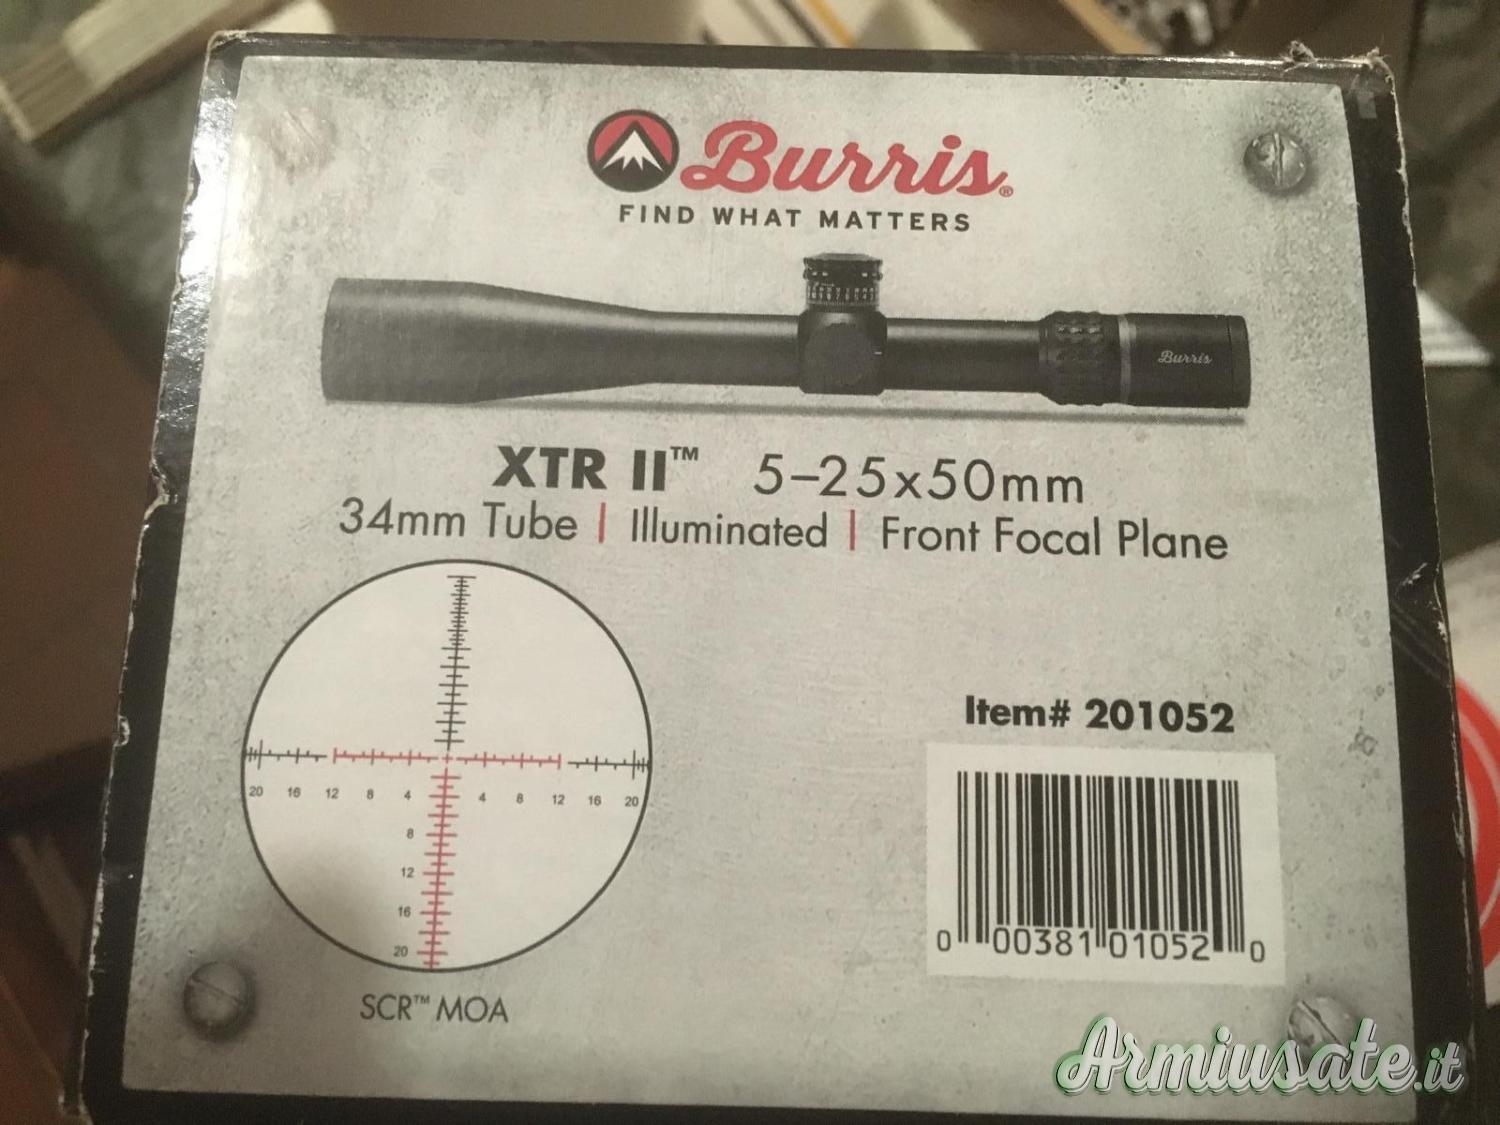 Burris®
FIND WHAT MATTERS
Burris
XTR II™ 5-25x50mm
34mm Tube | Illuminated | Front Focal Plane
20 16 12 8 4 4 8 12 16 20
8
12
16
20
SCR™ MOA
Item# 201052
0 00381 01052 0
Armiusate.it